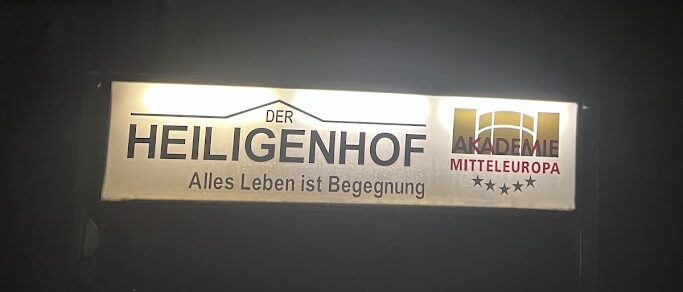 DER
HEILIGENHOF
Alles Leben ist Begegnung
AKADEMIE
MITTELEUROPA